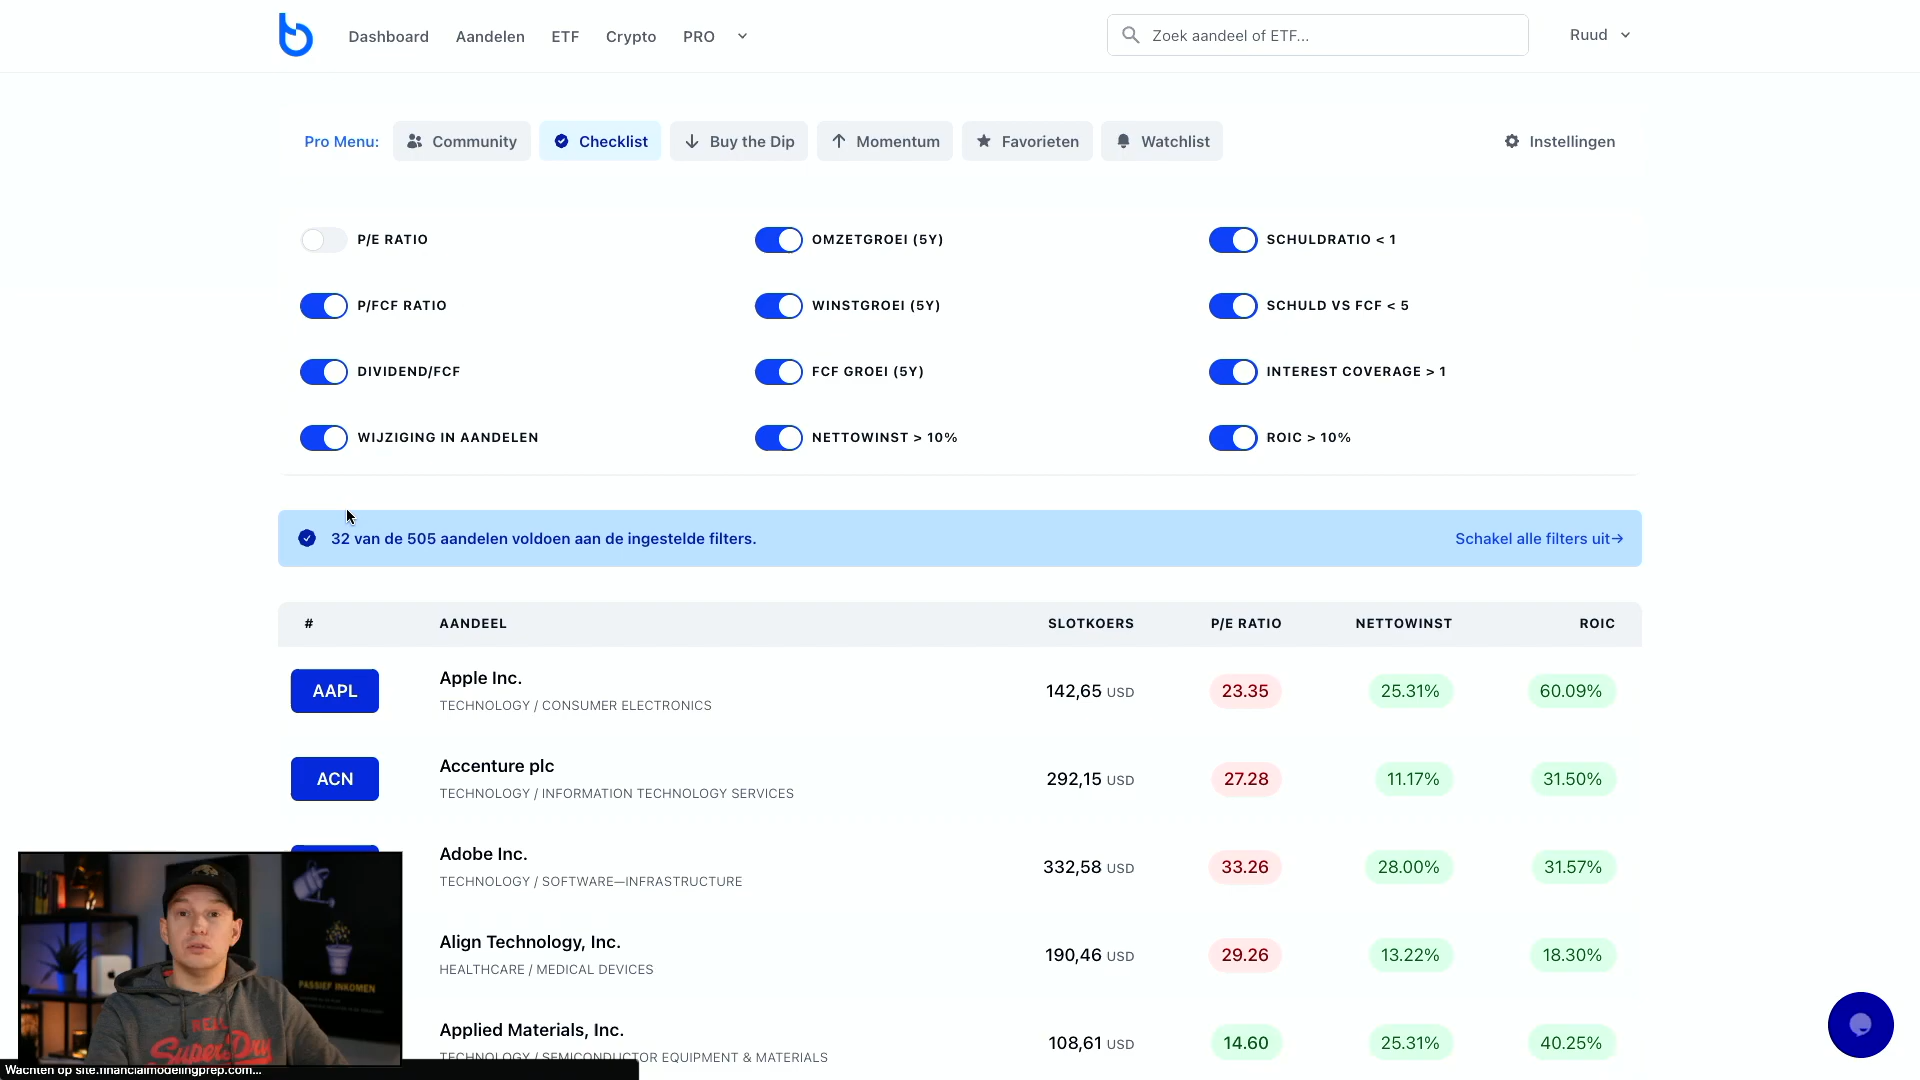 Dashboard Aandelen ETF Crypto PRO
Zoek aandeel of ETF...
Ruud
Pro Menu: Community Checklist Buy the Dip Momentum Favorieten Watchlist Instellingen
P/E RATIO OMZETGROEI (5Y) SCHULDRATIO < 1
P/FCF RATIO WINSTGROEI (5Y) SCHULD VS FCF < 5
DIVIDEND/FCF FCF GROEI (5Y) INTEREST COVERAGE > 1
WIJZIGING IN AANDELEN NETTOWINST > 10% ROIC > 10%
32 van de 505 aandelen voldoen aan de ingestelde filters. Schakel alle filters uit→
# AANDEEL SLOTKOERS P/E RATIO NETTOWINST ROIC
AAPL Apple Inc. 142,65 USD 23.35 25.31% 60.09%
TECHNOLOGY / CONSUMER ELECTRONICS
ACN Accenture plc 292,15 USD 27.28 11.17% 31.50%
TECHNOLOGY / INFORMATION TECHNOLOGY SERVICES
Adobe Inc. 332,58 USD 33.26 28.00% 31.57%
TECHNOLOGY / SOFTWARE—INFRASTRUCTURE
Align Technology, Inc. 190,46 USD 29.26 13.22% 18.30%
HEALTHCARE / MEDICAL DEVICES
Applied Materials, Inc. 108,61 USD 14.60 25.31% 40.25%
TECHNOLOGY / SEMICONDUCTOR EQUIPMENT & MATERIALS
PASSIEF INKOMEN
SuperDry
Wachten op site.financialmodelingprep.com...